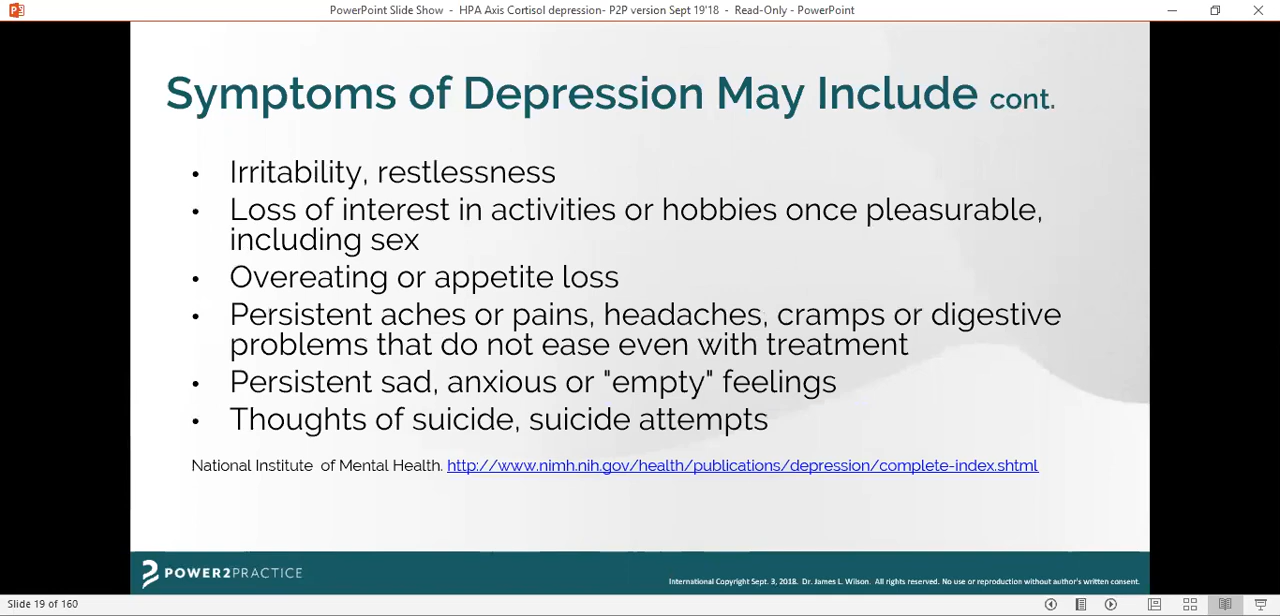 PowerPoint Slide Show - HPA Axis Cortisol depression- P2P version Sept 19'18 - Read-Only - PowerPoint
Symptoms of Depression May Include cont.
• Irritability, restlessness
• Loss of interest in activities or hobbies once pleasurable,
including sex
• Overeating or appetite loss
• Persistent aches or pains, headaches, cramps or digestive
problems that do not ease even with treatment
• Persistent sad, anxious or "empty" feelings
• Thoughts of suicide, suicide attempts
National Institute of Mental Health. http://www.nimh.nih.gov/health/publications/depression/complete-index.shtml
POWER2PRACTICE
International Copyright Sept. 3, 2018. Dr. James L. Wilson. All rights reserved. No use or reproduction without author's written consent.
Slide 19 of 160